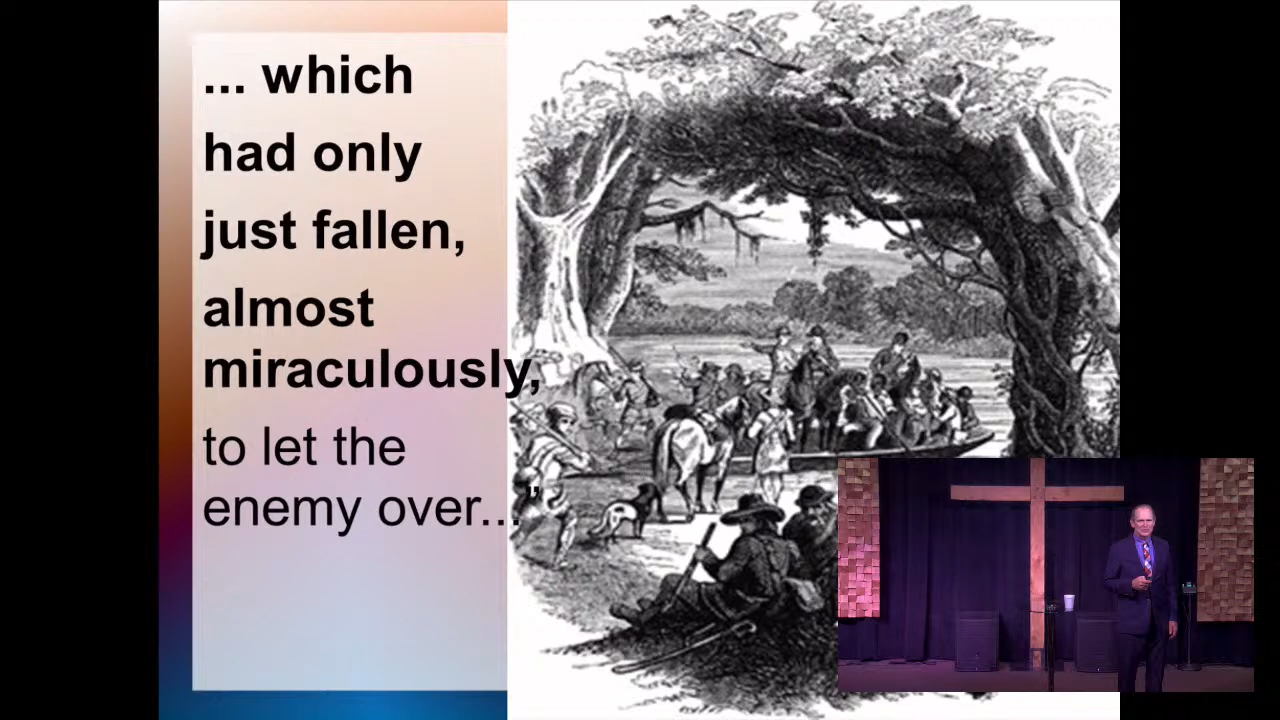 ... which
had only
just fallen,
almost
miraculously,
to let the
enemy over...”